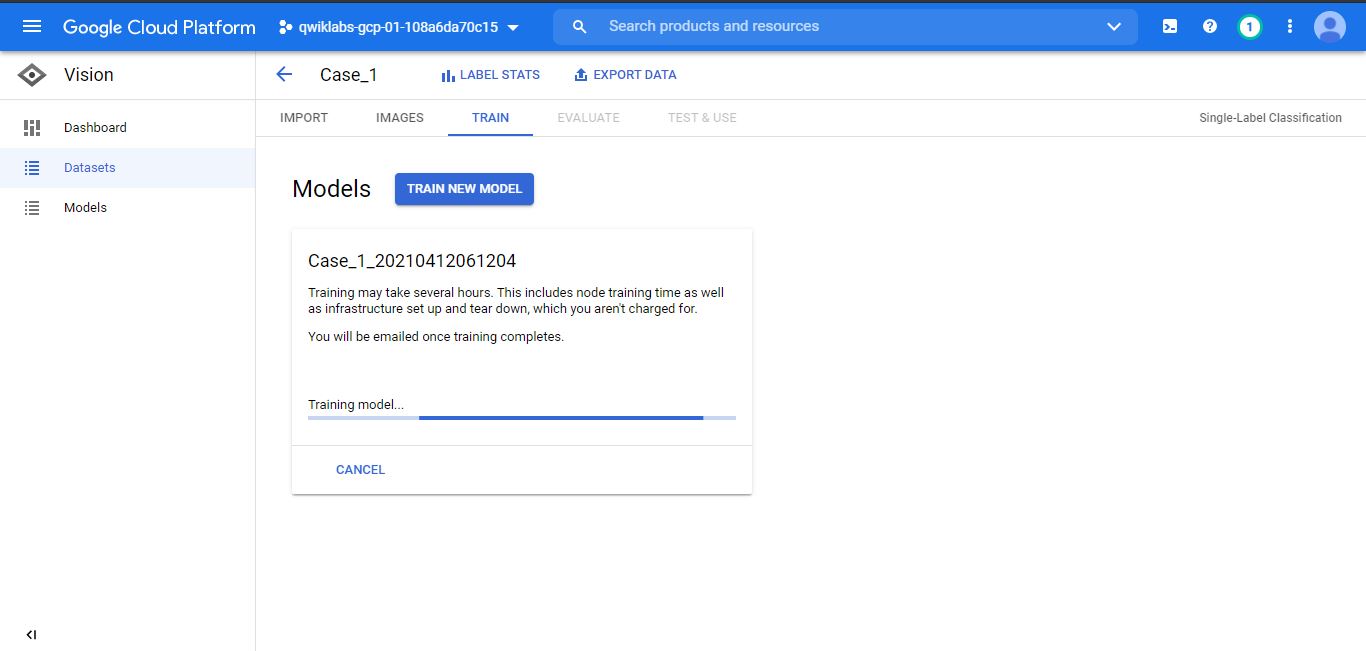 Google Cloud Platform
qwiklabs-gcp-01-108a6da70c15
Search products and resources
1
Vision
Case_1
LABEL STATS
EXPORT DATA
Dashboard
Datasets
Models
IMPORT
IMAGES
TRAIN
EVALUATE
TEST & USE
Single-Label Classification
Models
TRAIN NEW MODEL
Case_1_20210412061204
Training may take several hours. This includes node training time as well
as infrastructure set up and tear down, which you aren't charged for.
You will be emailed once training completes.
Training model...
CANCEL